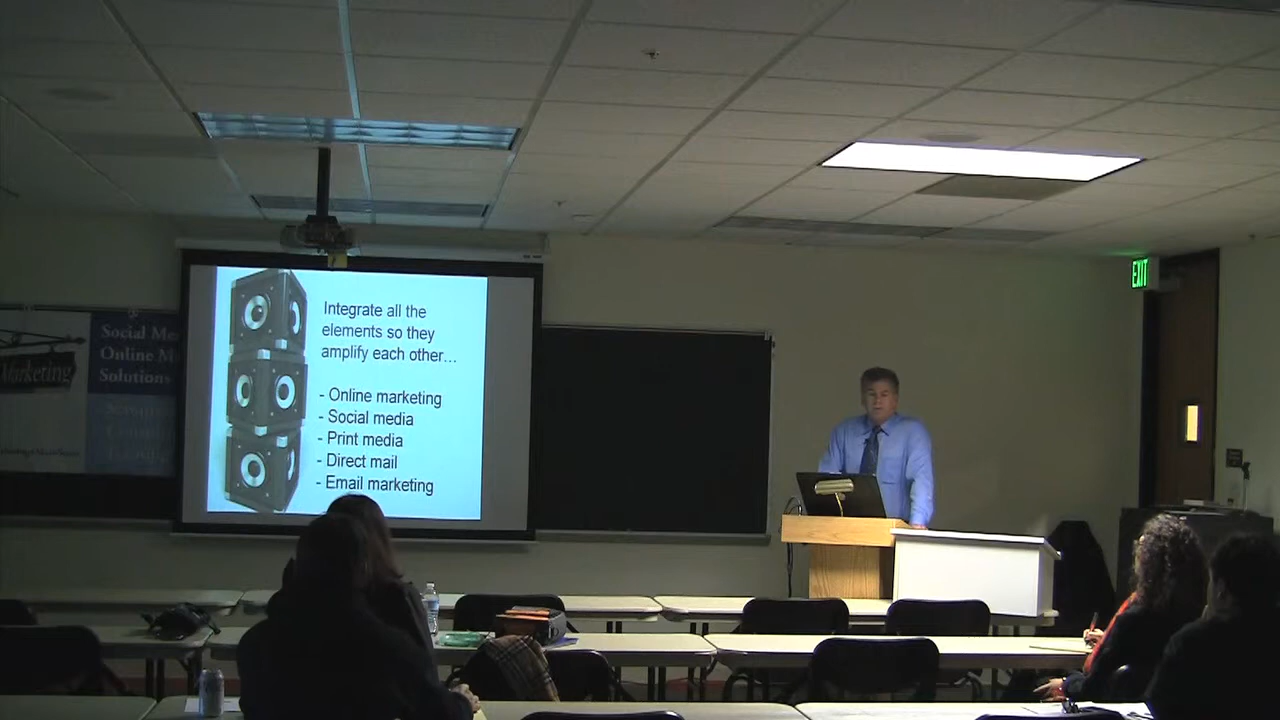 Integrate all the
elements so they
amplify each other...
- Online marketing
- Social media
- Print media
- Direct mail
- Email marketing
Social Me
Online M
Solutions
Marketing
EXIT